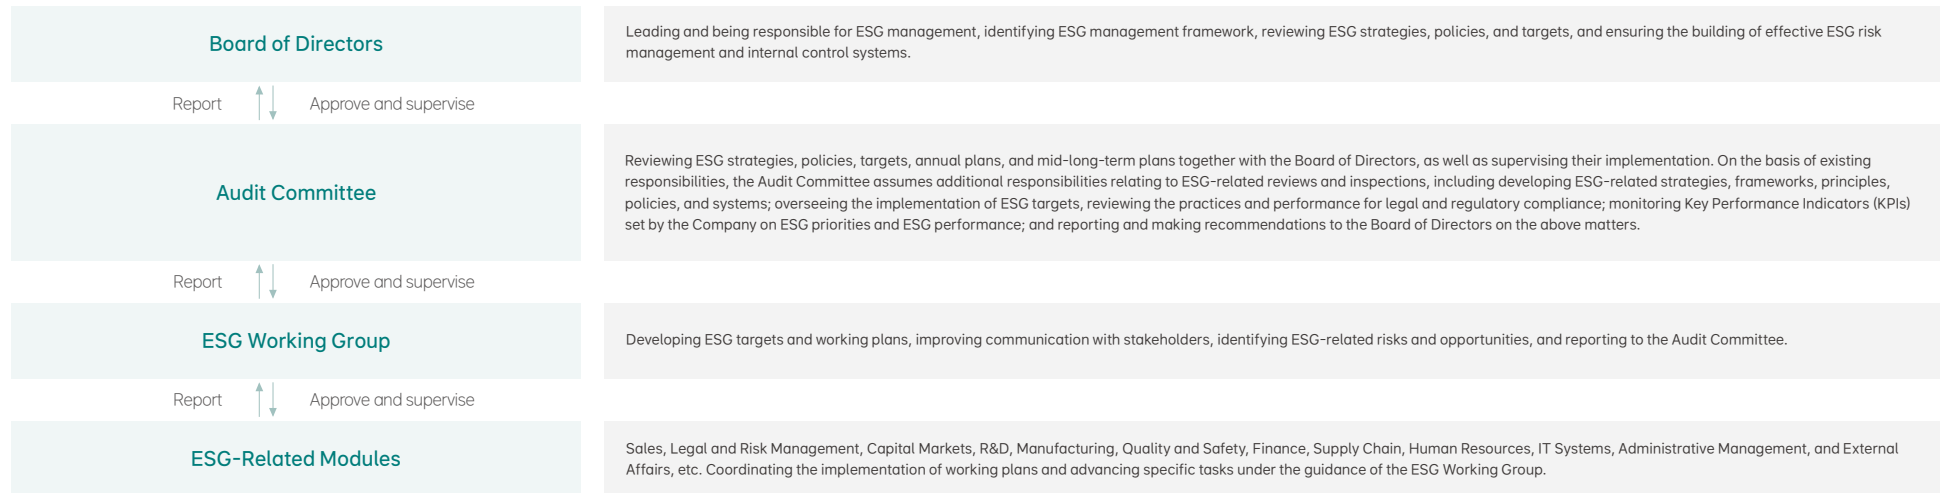 Board of Directors
Leading and being responsible for ESG management, identifying ESG management framework, reviewing ESG strategies, policies, and targets, and ensuring the building of effective ESG risk
management and internal control systems.
Report
Approve and supervise
Audit Committee
Reviewing ESG strategies, policies, targets, annual plans, and mid-long-term plans together with the Board of Directors, as well as supervising their implementation. On the basis of existing
responsibilities, the Audit Committee assumes additional responsibilities relating to ESG-related reviews and inspections, including developing ESG-related strategies, frameworks, principles,
policies, and systems; overseeing the implementation of ESG targets, reviewing the practices and performance for legal and regulatory compliance; monitoring Key Performance Indicators (KPIs)
set by the Company on ESG priorities and ESG performance; and reporting and making recommendations to the Board of Directors on the above matters.
Report
Approve and supervise
ESG Working Group
Developing ESG targets and working plans, improving communication with stakeholders, identifying ESG-related risks and opportunities, and reporting to the Audit Committee.
Report
Approve and supervise
ESG-Related Modules
Sales, Legal and Risk Management, Capital Markets, R&D, Manufacturing, Quality and Safety, Finance, Supply Chain, Human Resources, IT Systems, Administrative Management, and External
Affairs, etc. Coordinating the implementation of working plans and advancing specific tasks under the guidance of the ESG Working Group.